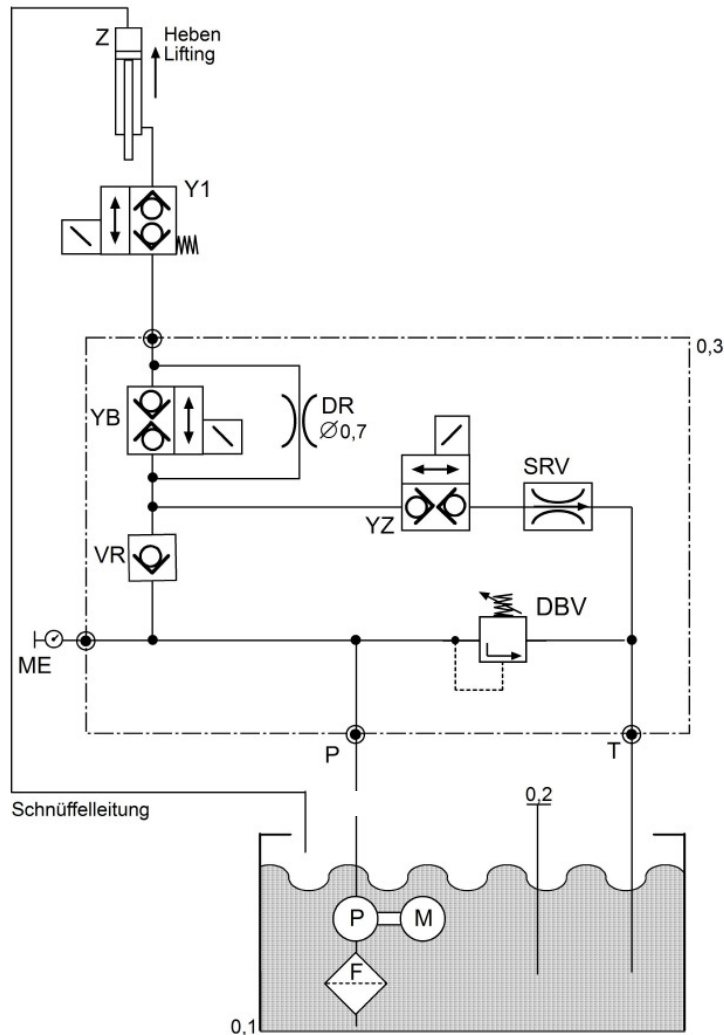 Z
Heben
Lifting
Y1
0,3
YB
DR
∅0,7
SRV
YZ
VR
DBV
ME
P
T
Schnüffelleitung
0,2
P
M
F
0,1